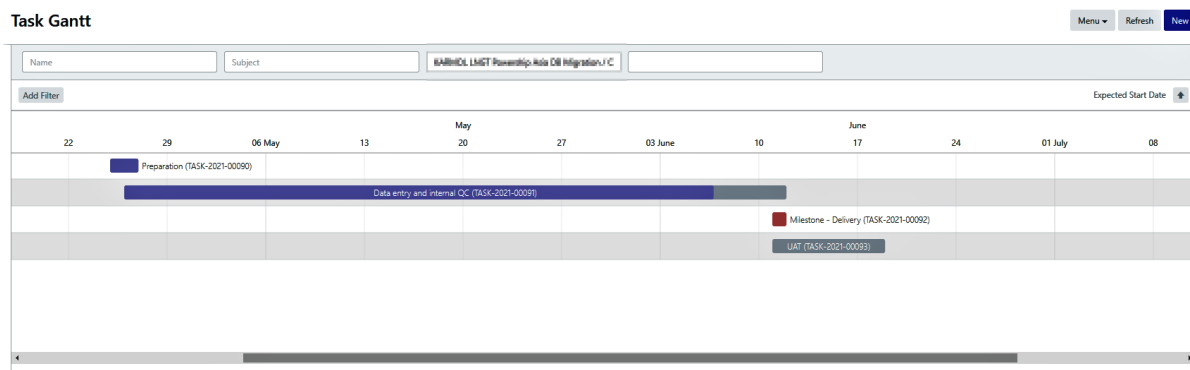 Task Gantt
Menu Refresh New
Name Subject
Add Filter Expected Start Date
May June
22 29 06 May 13 20 27 03 June 10 17 24 01 July 08
Preparation (TASK-2021-00090)
Data entry and internal QC (TASK-2021-00091)
Milestone - Delivery (TASK-2021-00092)
UAT (TASK-2021-00093)